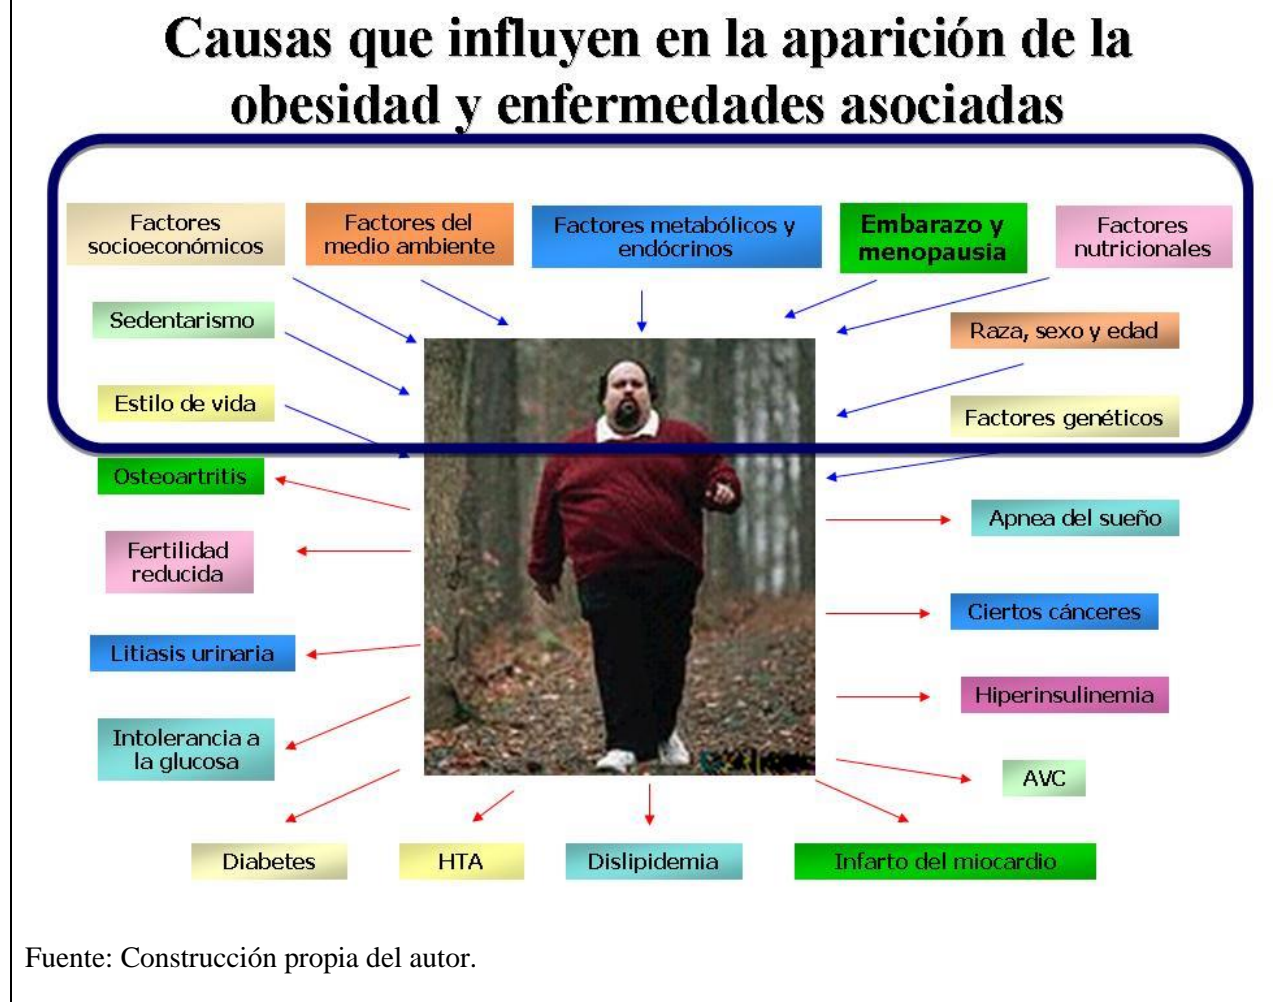 Causas que influyen en la aparición de la
obesidad y enfermedades asociadas
Factores
socioeconómicos
Factores del
medio ambiente
Factores metabólicos y
endócrinos
Embarazo y
menopausia
Factores
nutricionales
Sedentarismo
Raza, sexo y edad
Estilo de vida
Factores genéticos
Osteoartritis
Apnea del sueño
Fertilidad
reducida
Ciertos cánceres
Litiasis urinaria
Hiperinsulinemia
Intolerancia a
la glucosa
AVC
Diabetes
HTA
Dislipidemia
Infarto del miocardio
Fuente: Construcción propia del autor.